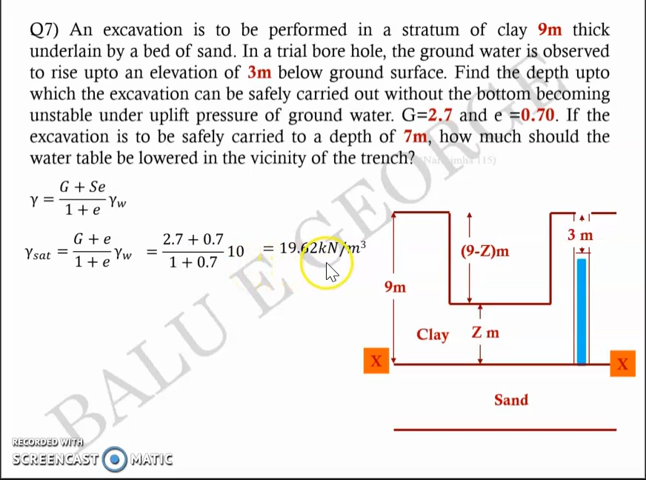 Q7) An excavation is to be performed in a stratum of clay 9m thick
underlain by a bed of sand. In a trial bore hole, the ground water is observed
to rise upto an elevation of 3m below ground surface. Find the depth upto
which the excavation can be safely carried out without the bottom becoming
unstable under uplift pressure of ground water. G=2.7 and e =0.70. If the
excavation is to be safely carried to a depth of 7m, how much should the
water table be lowered in the vicinity of the trench?
γ = (G + Se)/(1 + e) γw
γsat = (G + e)/(1 + e) γw = (2.7 + 0.7)/(1 + 0.7) 10 = 19.62kN/m³
3 m
(9-Z)m
9m
Clay Z m
X X
Sand
BALU E GEORGE
RECORDED WITH
SCREENCAST MATIC